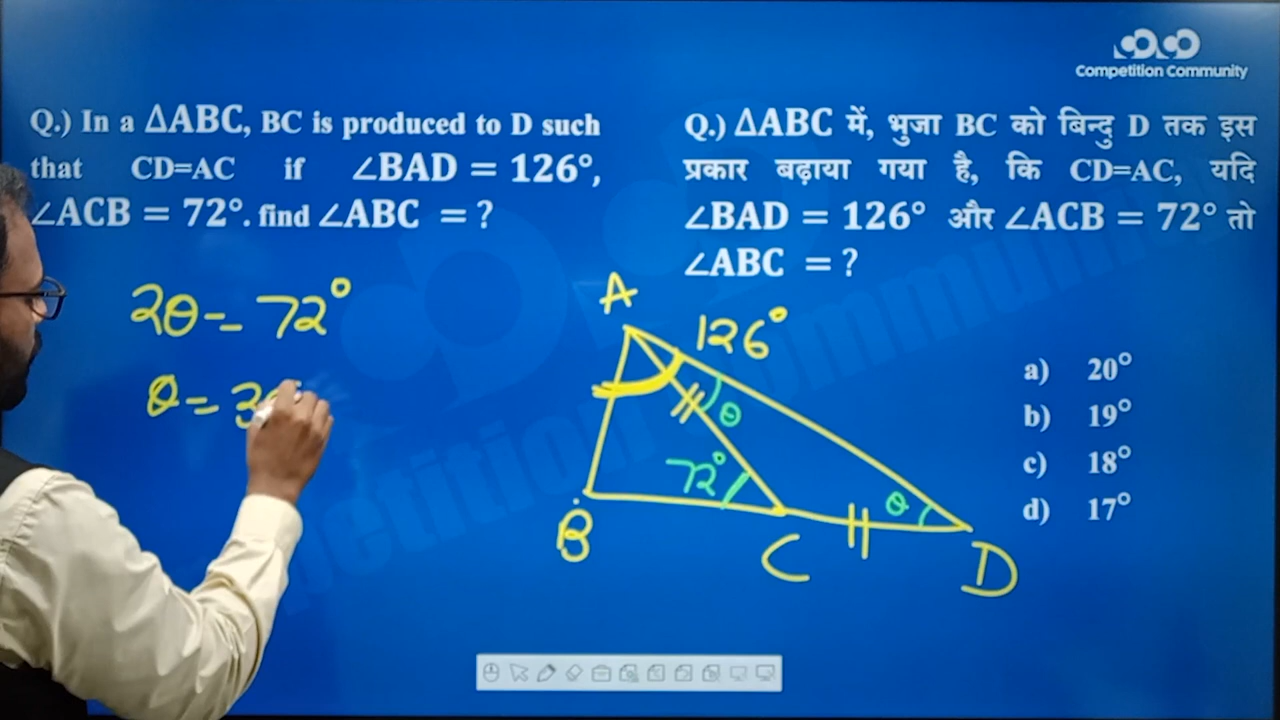 Competition Community
Q.) In a ΔABC, BC is produced to D such
that CD=AC if ∠BAD = 126°,
∠ACB = 72°. find ∠ABC = ?
Q.) ΔABC में, भुजा BC को बिन्दु D तक इस
प्रकार बढ़ाया गया है, कि CD=AC, यदि
∠BAD = 126° और ∠ACB = 72° तो
∠ABC = ?
2θ = 72°
θ = 3
A
126°
θ
72°
θ
B
C
D
a) 20°
b) 19°
c) 18°
d) 17°